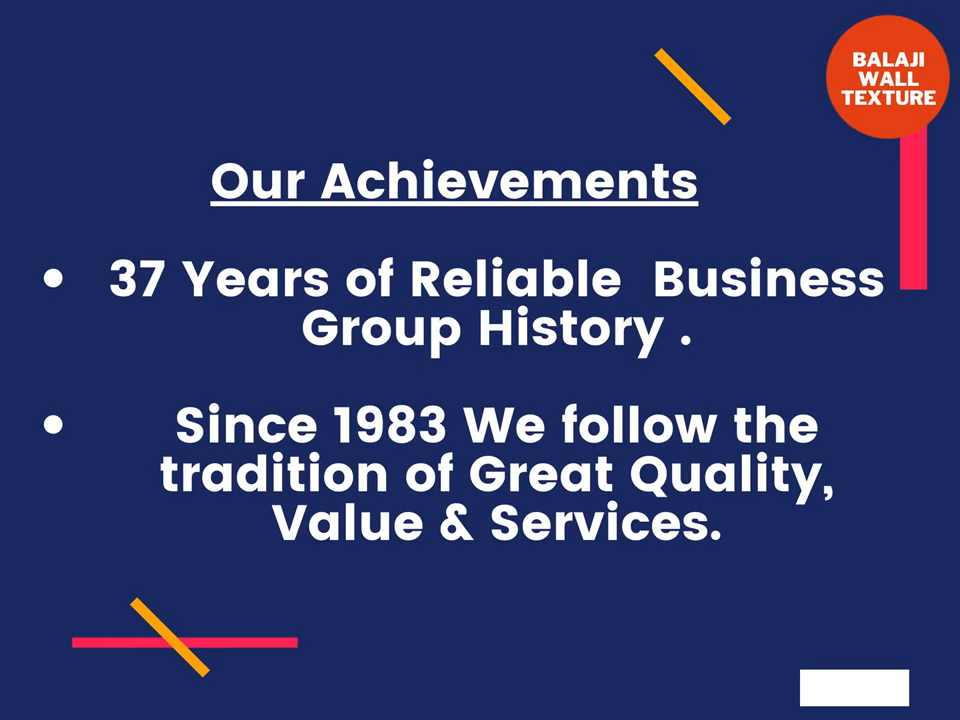 BALAJI
WALL
TEXTURE
Our Achievements
• 37 Years of Reliable Business
Group History .
• Since 1983 We follow the
tradition of Great Quality,
Value & Services.